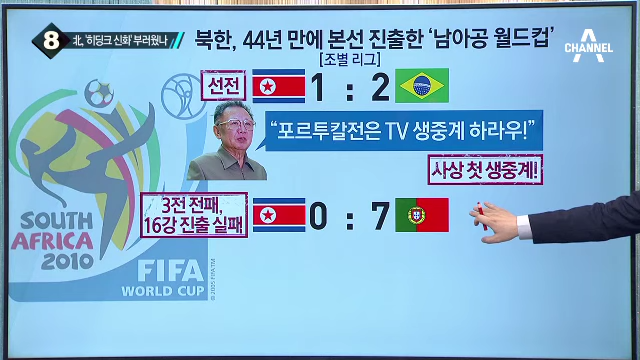 8 北, '히딩크 신화' 부러웠나
북한, 44년 만에 본선 진출한 '남아공 월드컵'
CHANNEL A
[조별 리그]
선전 1 : 2
"포르투칼전은 TV 생중계 하라우!"
사상 첫 생중계!
3전 전패,
16강 진출 실패
0 : 7
SOUTH
AFRICA
2010
FIFA
WORLD CUP